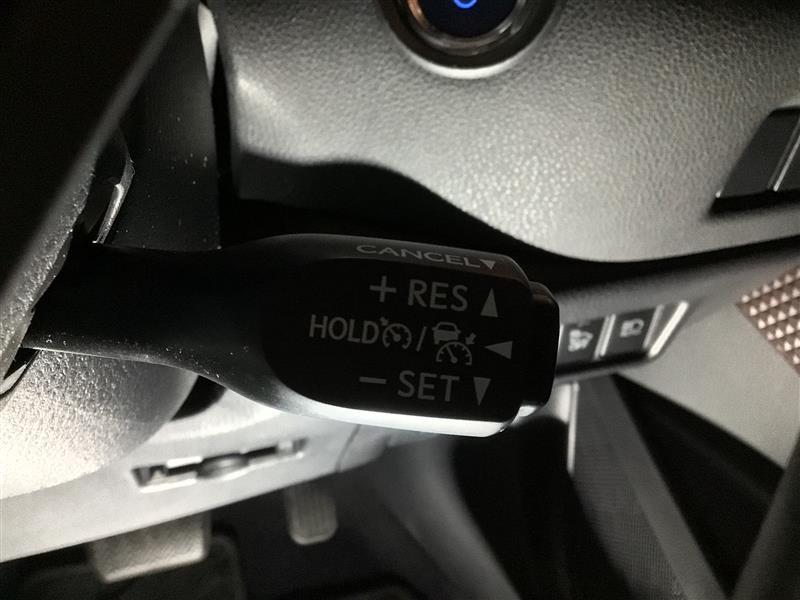 CANCEL▼
+ RES ▲
HOLD / ◀
− SET ▼